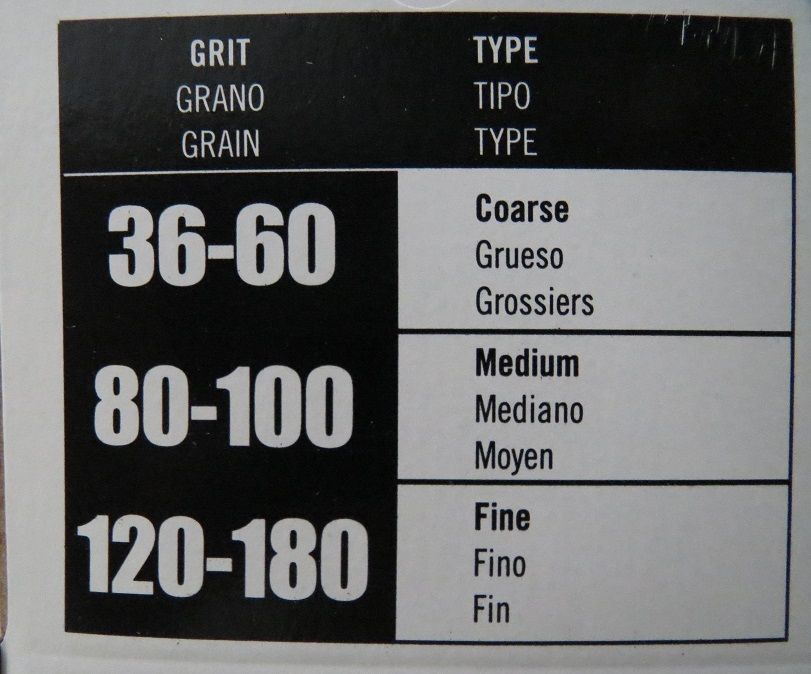 GRIT TYPE
GRANO TIPO
GRAIN TYPE
36-60
Coarse
Grueso
Grossiers
80-100
Medium
Mediano
Moyen
120-180
Fine
Fino
Fin